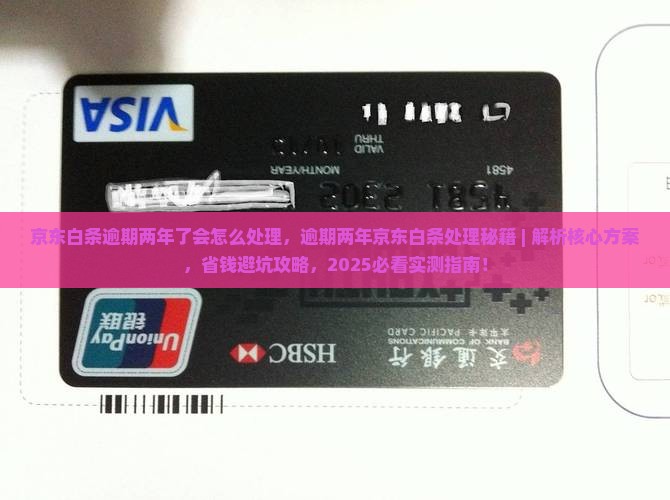 VISA
VALID
THRU
MONTH/YEAR
4581
4581 2302
京东白条逾期两年了会怎么处理，逾期两年京东白条处理秘籍 | 解析核心方案
，省钱避坑攻略，2025必看实测指南！
UnionPay
银联
HSBC
太平洋卡 PACIFIC CARD
BANK OF COMMUNICATIONS
交通银行